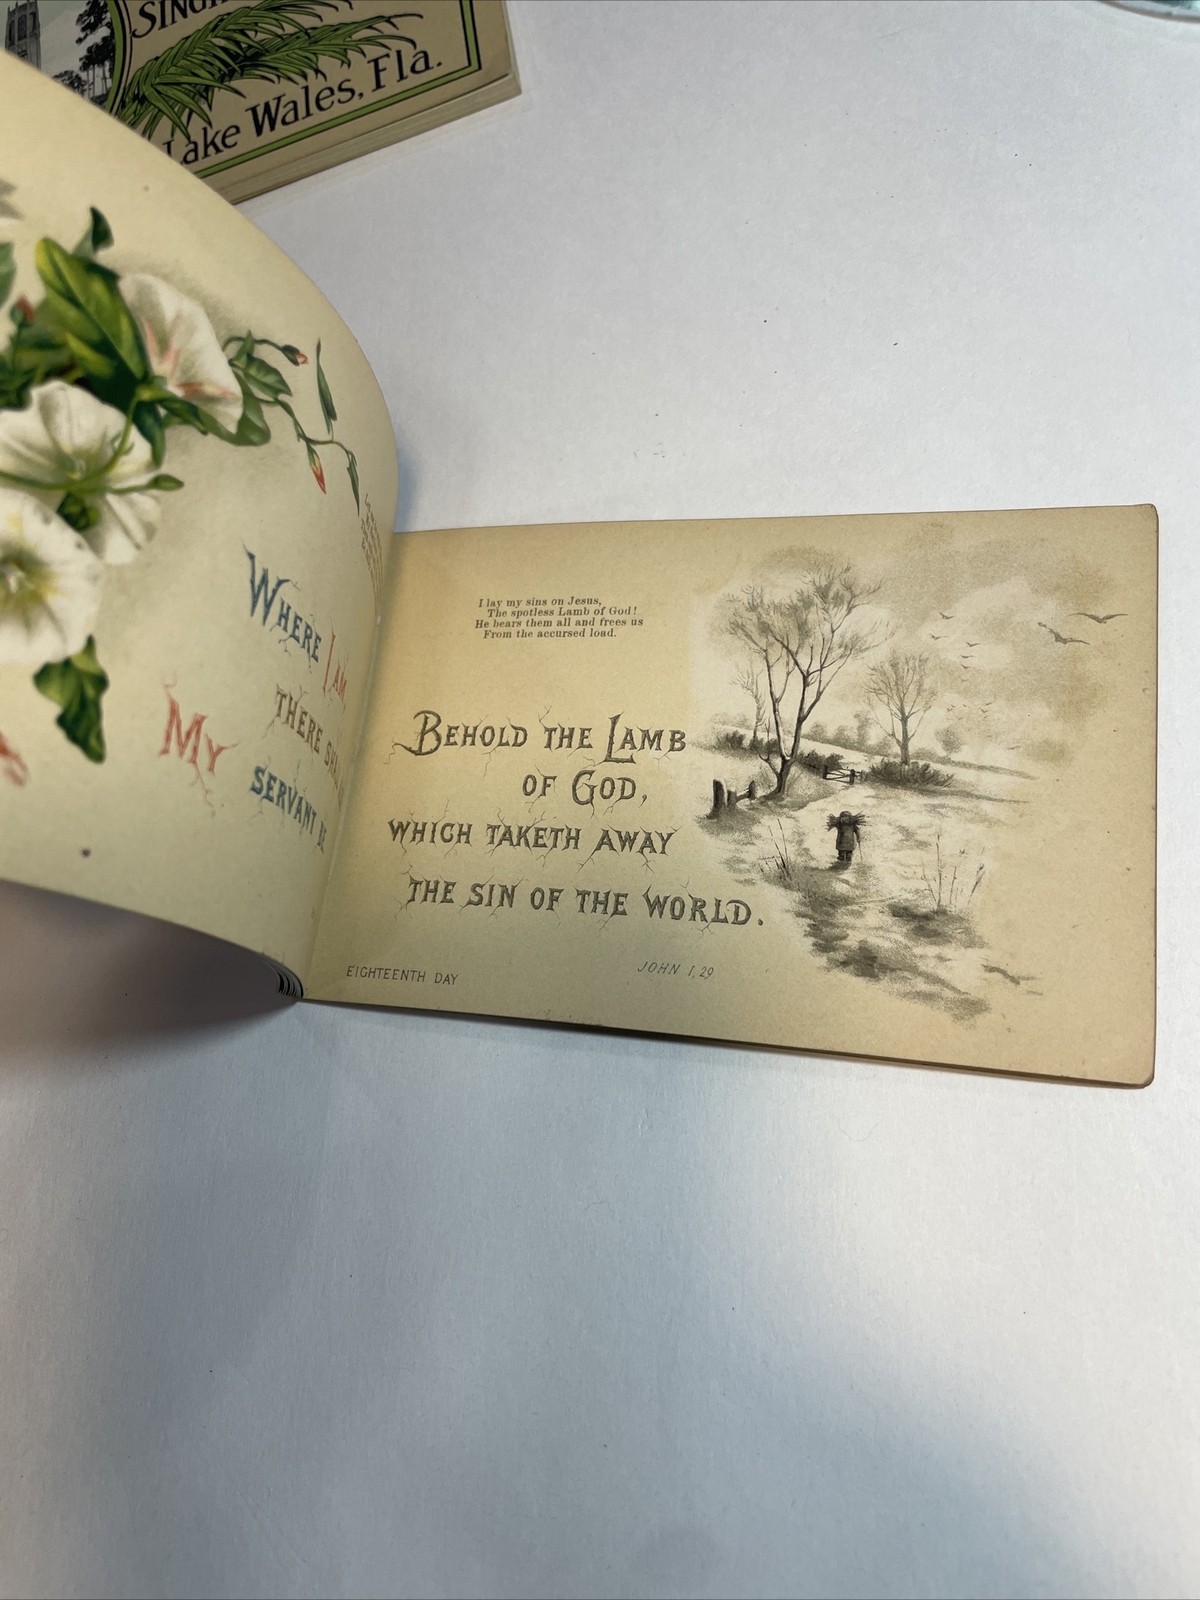 Lake Wales, Fla.
WHERE I AM,
THERE
MY
SERVANT BE
I lay my sins on Jesus,
The spotless Lamb of God!
He bears them all and frees us
From the accursed load.
BEHOLD THE LAMB
OF GOD,
WHICH TAKETH AWAY
THE SIN OF THE WORLD.
EIGHTEENTH DAY
JOHN 1, 29